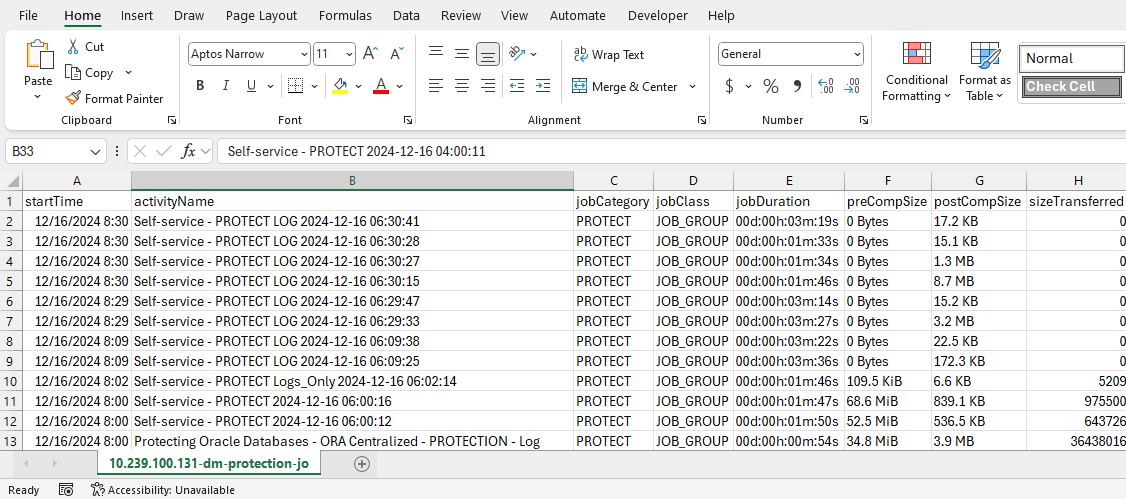 File Home Insert Draw Page Layout Formulas Data Review View Automate Developer Help
Paste
Cut
Copy
Format Painter
Clipboard
Aptos Narrow 11 A A
B I U A
Font
ab Wrap Text
Merge & Center
Alignment
General
$ % , .00
Number
Conditional Formatting
Format as Table
Normal
Check Cell
B33 fx Self-service - PROTECT 2024-12-16 04:00:11
A B C D E F G H
1 startTime activityName jobCategory jobClass jobDuration preCompSize postCompSize sizeTransferred
2 12/16/2024 8:30 Self-service - PROTECT LOG 2024-12-16 06:30:41 PROTECT JOB_GROUP 00d:00h:03m:19s 0 Bytes 17.2 KB 0
3 12/16/2024 8:30 Self-service - PROTECT LOG 2024-12-16 06:30:28 PROTECT JOB_GROUP 00d:00h:01m:33s 0 Bytes 15.1 KB 0
4 12/16/2024 8:30 Self-service - PROTECT LOG 2024-12-16 06:30:27 PROTECT JOB_GROUP 00d:00h:01m:34s 0 Bytes 1.3 MB 0
5 12/16/2024 8:30 Self-service - PROTECT LOG 2024-12-16 06:30:15 PROTECT JOB_GROUP 00d:00h:01m:46s 0 Bytes 8.7 MB 0
6 12/16/2024 8:29 Self-service - PROTECT LOG 2024-12-16 06:29:47 PROTECT JOB_GROUP 00d:00h:03m:14s 0 Bytes 15.2 KB 0
7 12/16/2024 8:29 Self-service - PROTECT LOG 2024-12-16 06:29:33 PROTECT JOB_GROUP 00d:00h:03m:27s 0 Bytes 3.2 MB 0
8 12/16/2024 8:09 Self-service - PROTECT LOG 2024-12-16 06:09:38 PROTECT JOB_GROUP 00d:00h:03m:22s 0 Bytes 22.5 KB 0
9 12/16/2024 8:09 Self-service - PROTECT LOG 2024-12-16 06:09:25 PROTECT JOB_GROUP 00d:00h:03m:36s 0 Bytes 172.3 KB 0
10 12/16/2024 8:02 Self-service - PROTECT Logs_Only 2024-12-16 06:02:14 PROTECT JOB_GROUP 00d:00h:01m:46s 109.5 KiB 6.6 KB 5209
11 12/16/2024 8:00 Self-service - PROTECT 2024-12-16 06:00:16 PROTECT JOB_GROUP 00d:00h:01m:47s 68.6 MiB 839.1 KB 975500
12 12/16/2024 8:00 Self-service - PROTECT 2024-12-16 06:00:12 PROTECT JOB_GROUP 00d:00h:01m:50s 52.5 MiB 536.5 KB 643726
13 12/16/2024 8:00 Protecting Oracle Databases - ORA Centralized - PROTECTION - Log PROTECT JOB_GROUP 00d:00h:00m:54s 34.8 MiB 3.9 MB 36438016
10.239.100.131-dm-protection-jo
Ready Accessibility: Unavailable